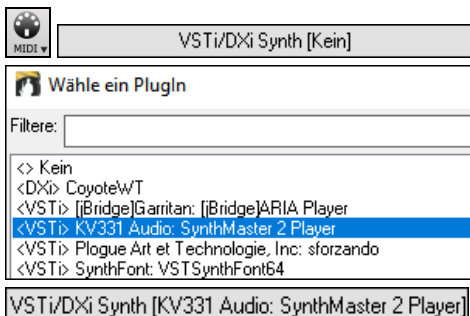 MIDI
VSTi/DXi Synth [Kein]
Wähle ein PlugIn
Filtere:
<> Kein
<DXi> CoyoteWT
<VSTi> [jBridge]Garritan: [jBridge]ARIA Player
<VSTi> KV331 Audio: SynthMaster 2 Player
<VSTi> Plogue Art et Technologie, Inc: sforzando
<VSTi> SynthFont: VSTSynthFont64
VSTi/DXi Synth [KV331 Audio: SynthMaster 2 Player]